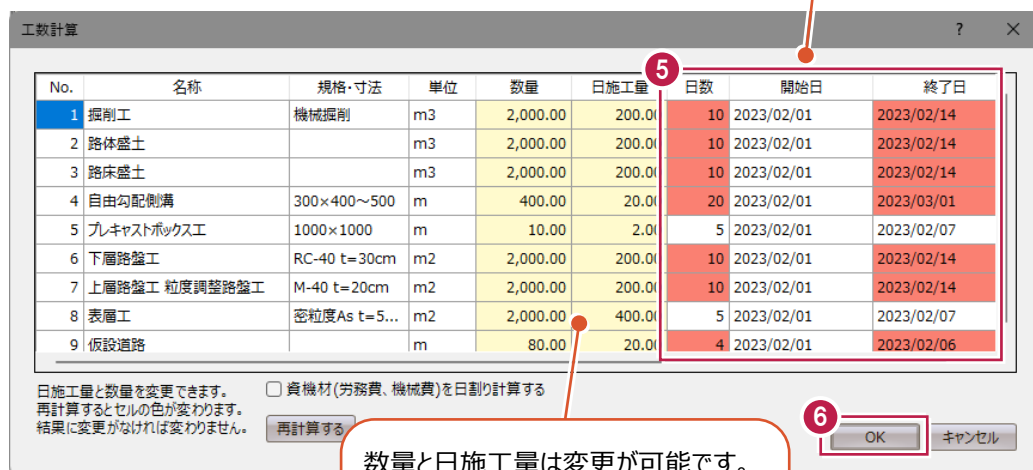 工数計算 ? ×
5
No. 名称 規格・寸法 単位 数量 日施工量 日数 開始日 終了日
1 掘削工 機械掘削 m3 2,000.00 200.00 10 2023/02/01 2023/02/14
2 路体盛土 m3 2,000.00 200.00 10 2023/02/01 2023/02/14
3 路床盛土 m3 2,000.00 200.00 10 2023/02/01 2023/02/14
4 自由勾配側溝 300×400～500 m 400.00 20.00 20 2023/02/01 2023/03/01
5 プレキャストボックス工 1000×1000 m 10.00 2.00 5 2023/02/01 2023/02/07
6 下層路盤工 RC-40 t=30cm m2 2,000.00 200.00 10 2023/02/01 2023/02/14
7 上層路盤工 粒度調整路盤工 M-40 t=20cm m2 2,000.00 200.00 10 2023/02/01 2023/02/14
8 表層工 密粒度As t=5... m2 2,000.00 400.00 5 2023/02/01 2023/02/07
9 仮設道路 m 80.00 20.00 4 2023/02/01 2023/02/06
日施工量と数量を変更できます。
再計算するとセルの色が変わります。
結果に変更がなければ変わりません。
資機材(労務費、機械費)を日割り計算する
再計算する
6
OK キャンセル
数量と日施工量は変更が可能です。